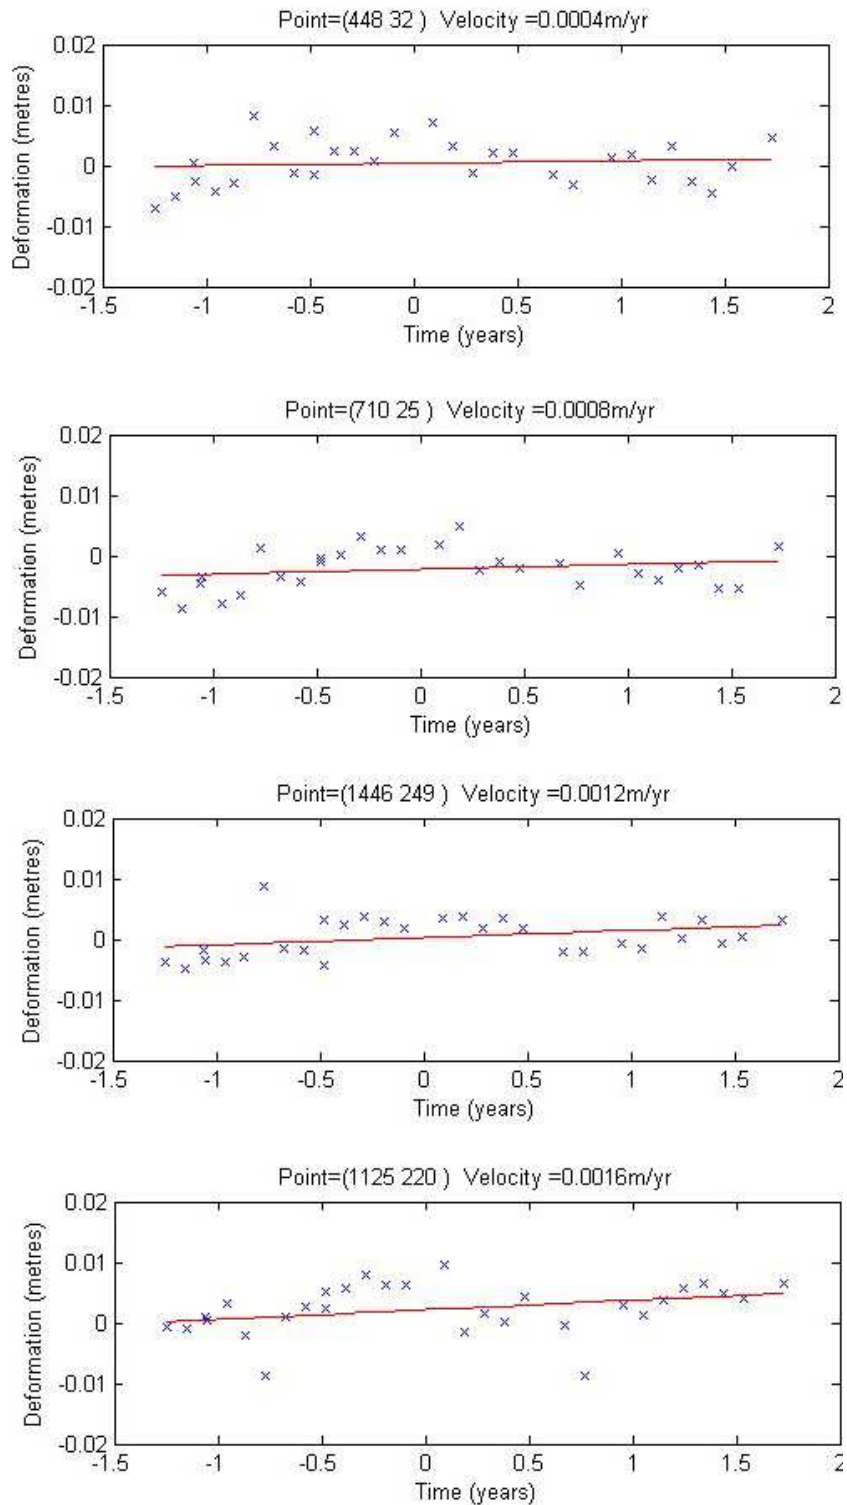 Point=(448 32 ) Velocity =0.0004m/yr
0.02
0.01
0
-0.01
-0.02
Deformation (metres)
-1.5 -1 -0.5 0 0.5 1 1.5 2
Time (years)
Point=(710 25 ) Velocity =0.0008m/yr
0.02
0.01
0
-0.01
-0.02
Deformation (metres)
-1.5 -1 -0.5 0 0.5 1 1.5 2
Time (years)
Point=(1446 249 ) Velocity =0.0012m/yr
0.02
0.01
0
-0.01
-0.02
Deformation (metres)
-1.5 -1 -0.5 0 0.5 1 1.5 2
Time (years)
Point=(1125 220 ) Velocity =0.0016m/yr
0.02
0.01
0
-0.01
-0.02
Deformation (metres)
-1.5 -1 -0.5 0 0.5 1 1.5 2
Time (years)